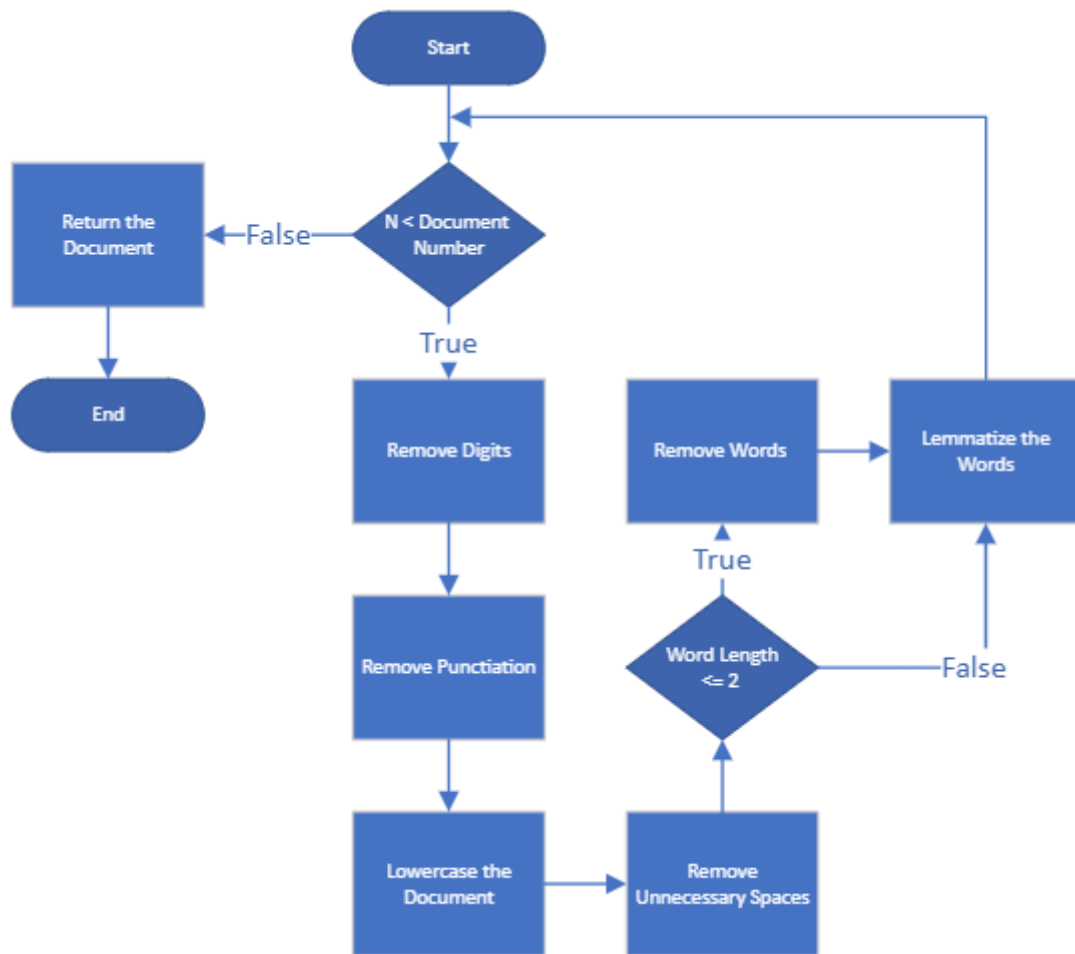 Start
N < Document
Number
False
Return the
Document
End
True
Remove Digits
Remove Punctiation
Lowercase the
Document
Remove
Unnecessary Spaces
Word Length
<= 2
True
Remove Words
False
Lemmatize the
Words